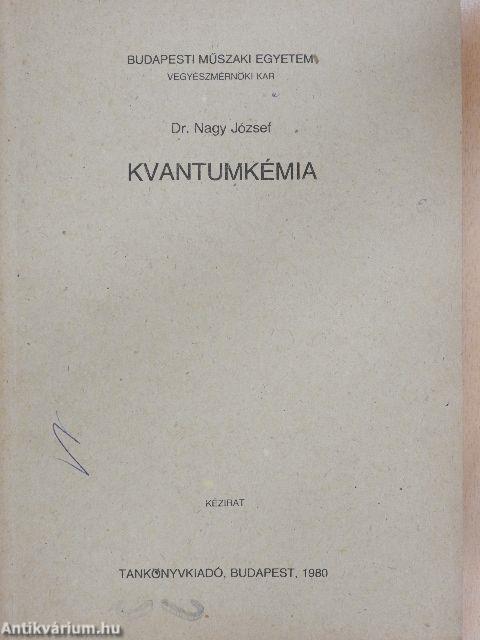 BUDAPESTI MŰSZAKI EGYETEM
VEGYÉSZMÉRNÖKI KAR
Dr. Nagy József
KVANTUMKÉMIA
KÉZIRAT
TANKÖNYVKIADÓ, BUDAPEST, 1980
Antikvárium.hu